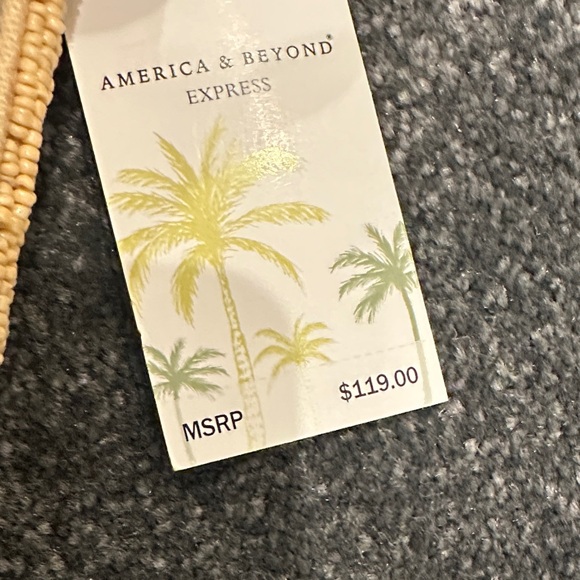 AMERICA & BEYOND®
EXPRESS
MSRP $119.00